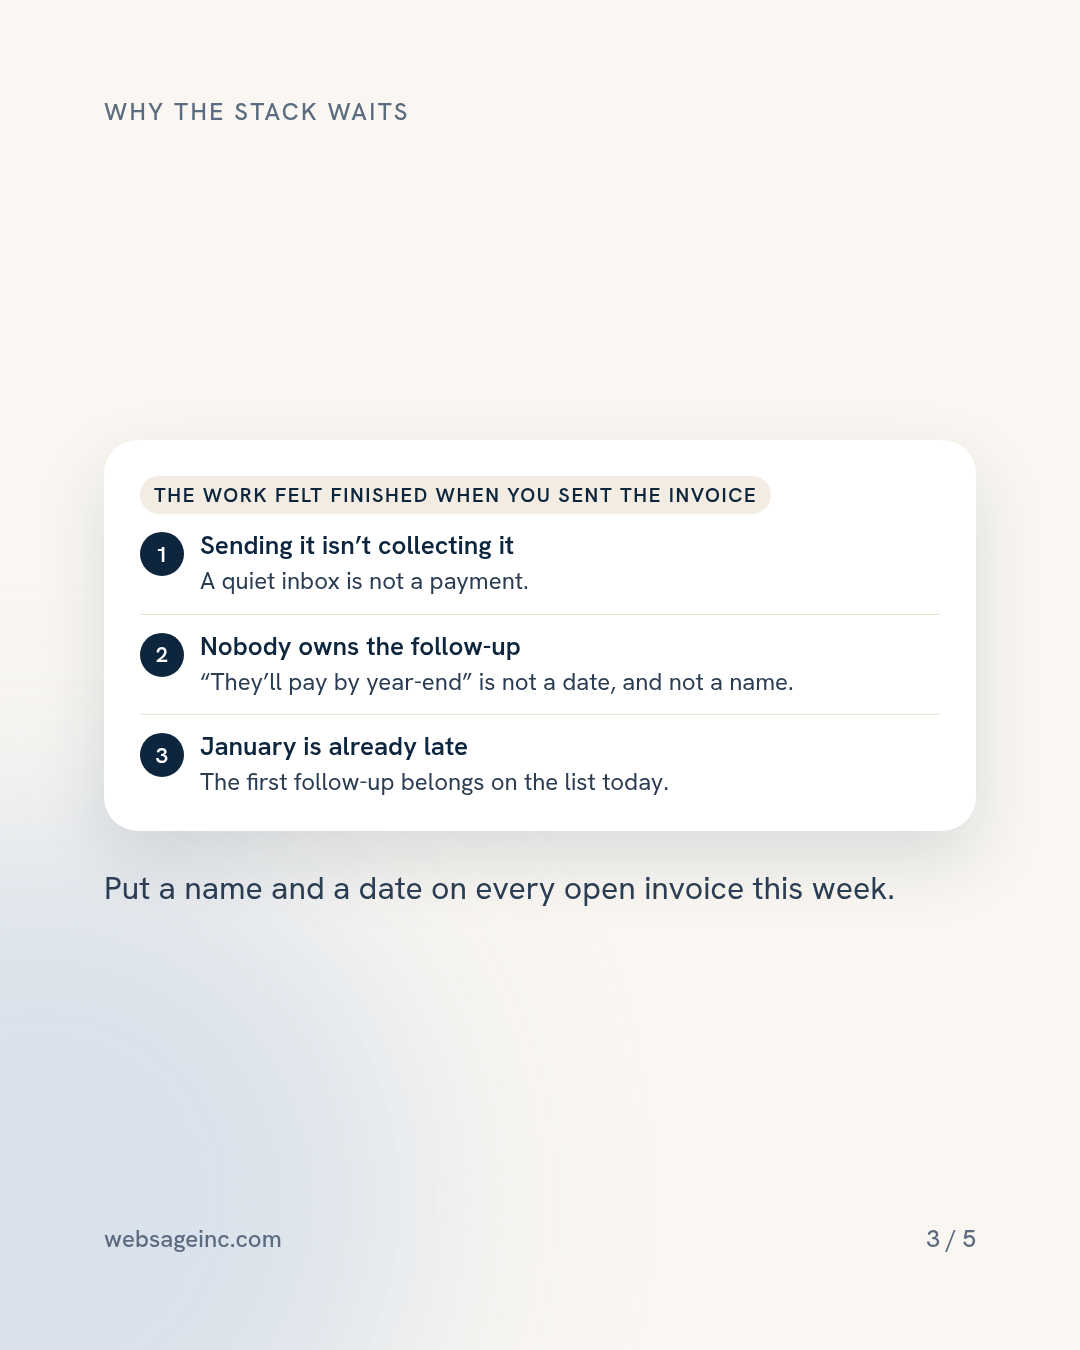 WHY THE STACK WAITS
THE WORK FELT FINISHED WHEN YOU SENT THE INVOICE
1
Sending it isn’t collecting it
A quiet inbox is not a payment.
2
Nobody owns the follow-up
“They’ll pay by year-end” is not a date, and not a name.
3
January is already late
The first follow-up belongs on the list today.
Put a name and a date on every open invoice this week.
websageinc.com
3 / 5